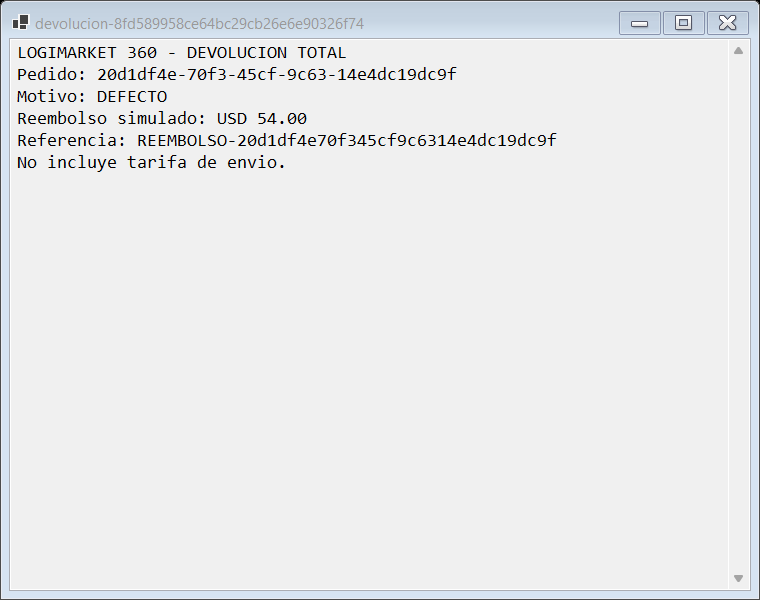 devolucion-8fd589958ce64bc29cb26e6e90326f74
LOGIMARKET 360 - DEVOLUCION TOTAL
Pedido: 20d1df4e-70f3-45cf-9c63-14e4dc19dc9f
Motivo: DEFECTO
Reembolso simulado: USD 54.00
Referencia: REEMBOLSO-20d1df4e70f345cf9c6314e4dc19dc9f
No incluye tarifa de envio.